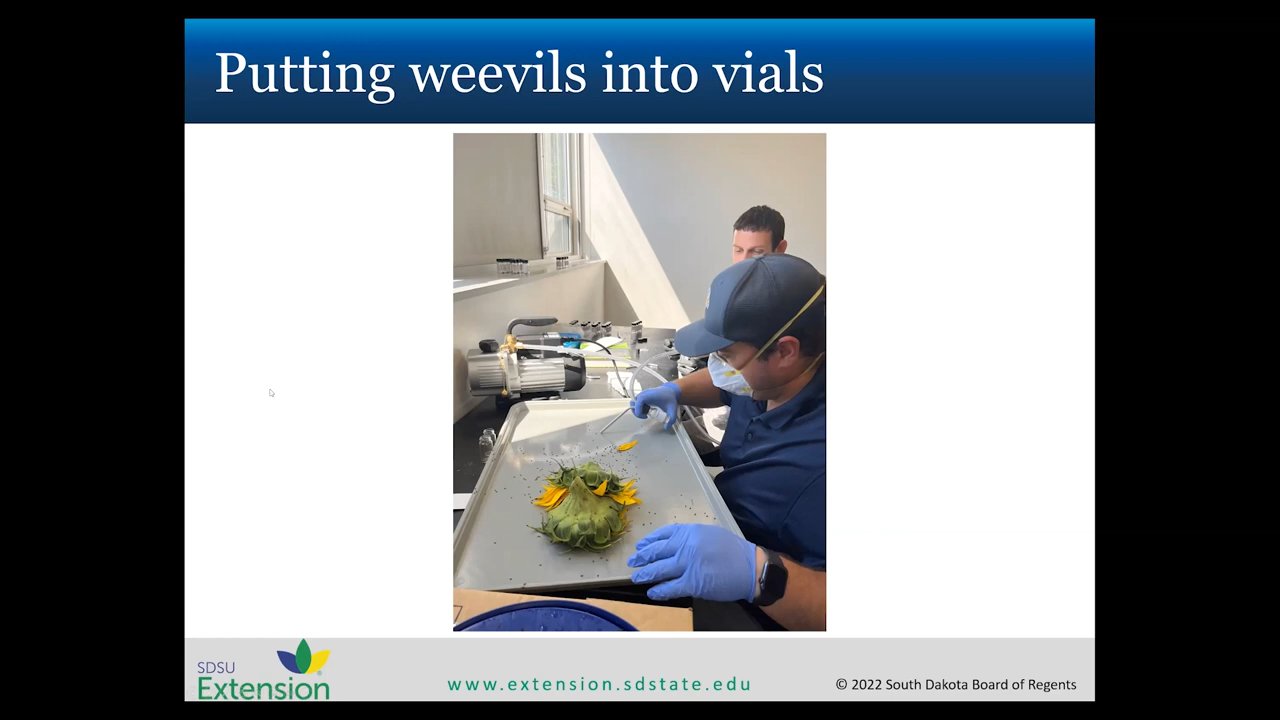 Putting weevils into vials
SDSU
Extension
www.extension.sdstate.edu
© 2022 South Dakota Board of Regents